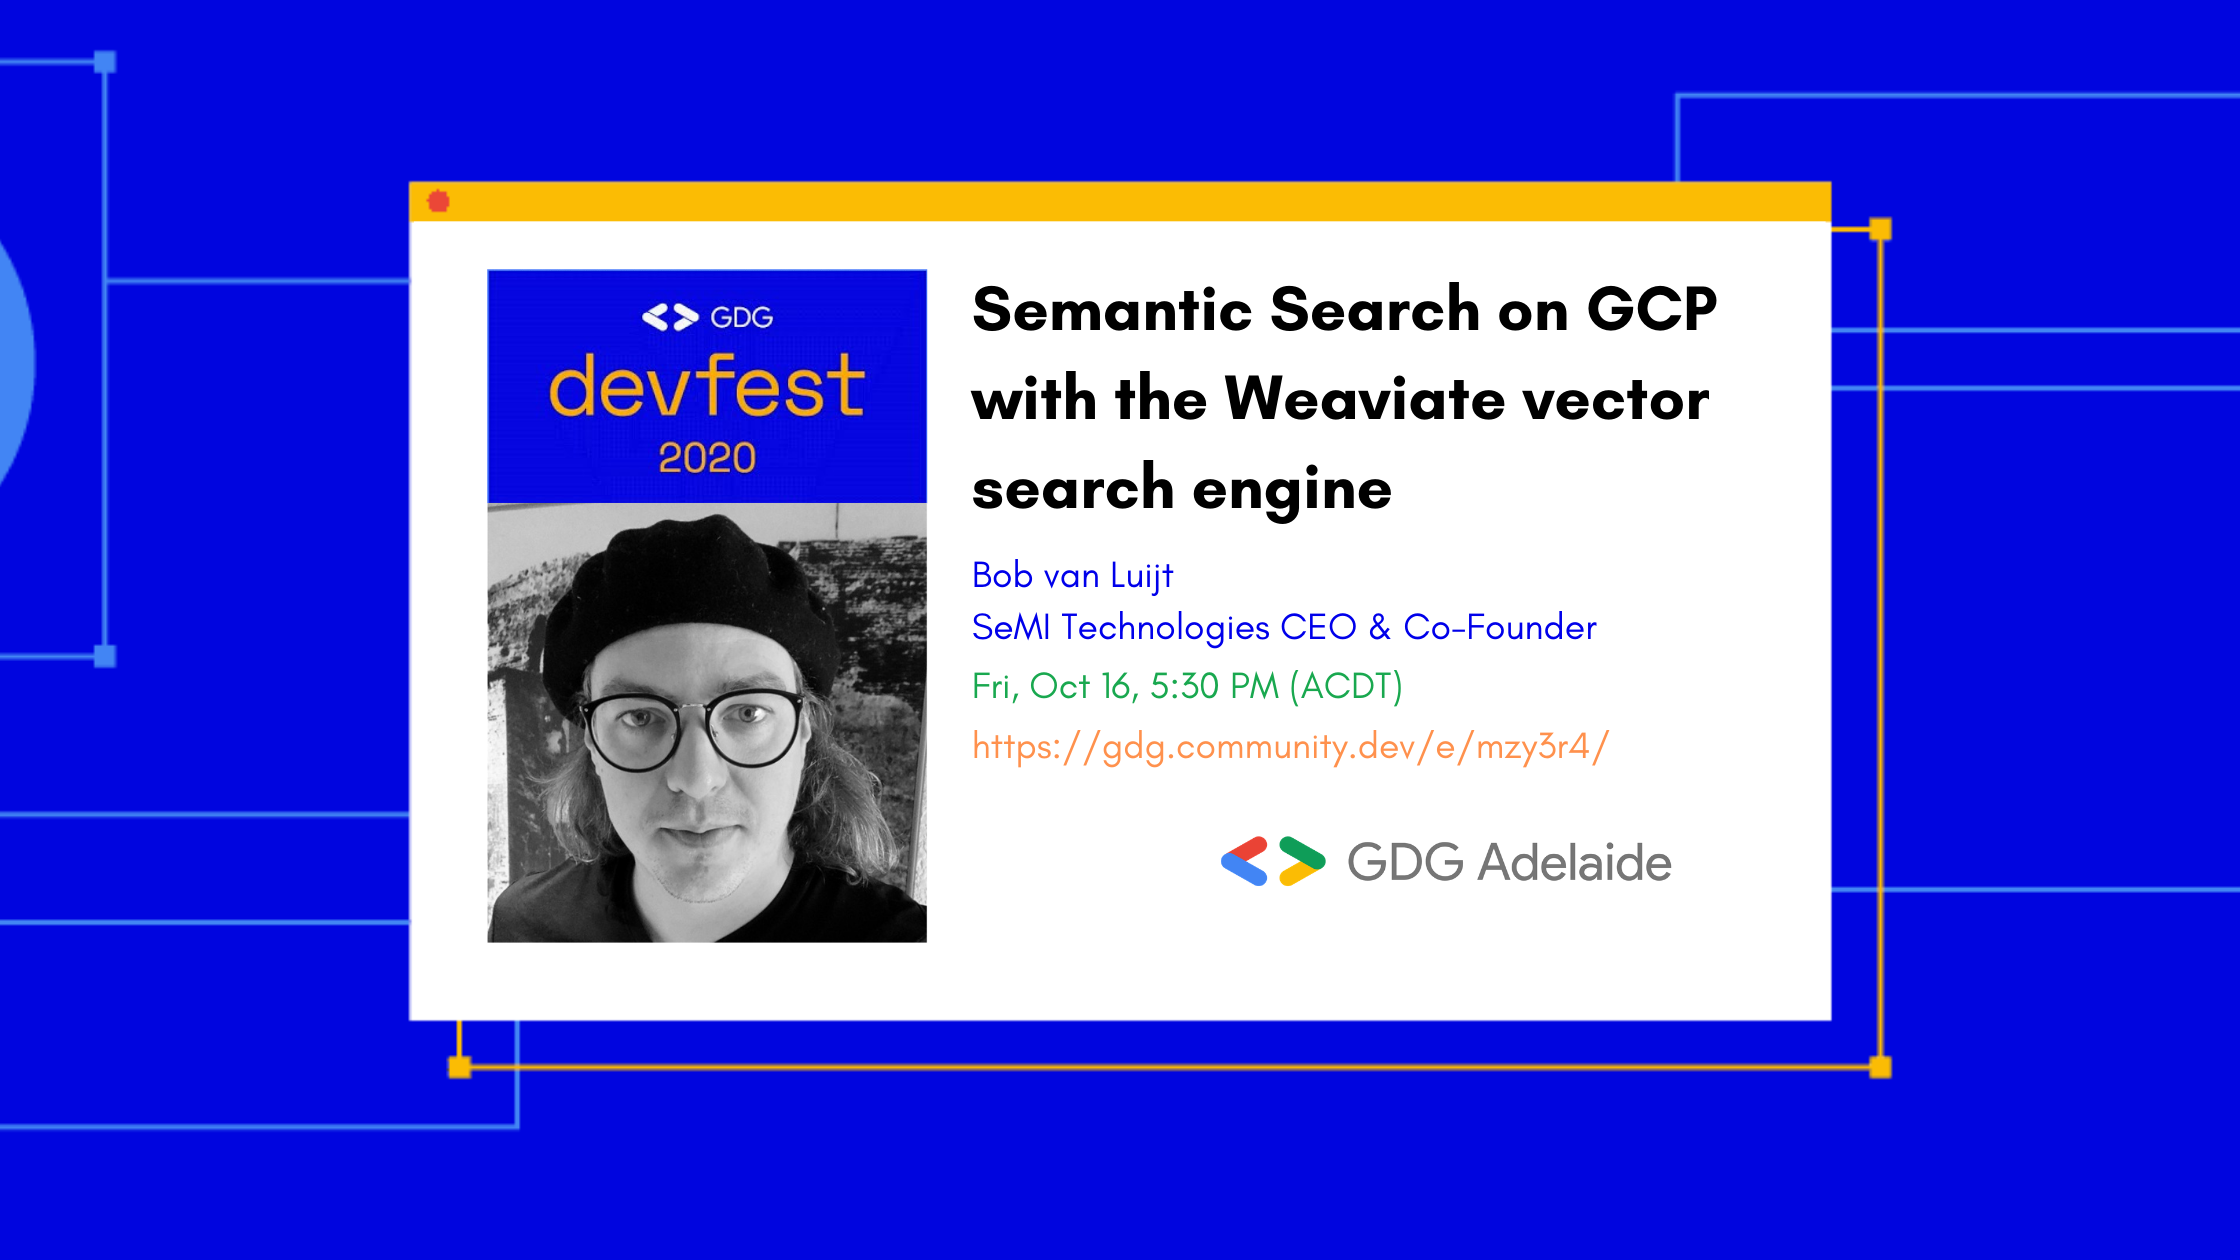 GDG
devfest
2020
Semantic Search on GCP
with the Weaviate vector
search engine
Bob van Luijt
SeMI Technologies CEO & Co-Founder
Fri, Oct 16, 5:30 PM (ACDT)
https://gdg.community.dev/e/mzy3r4/
GDG Adelaide